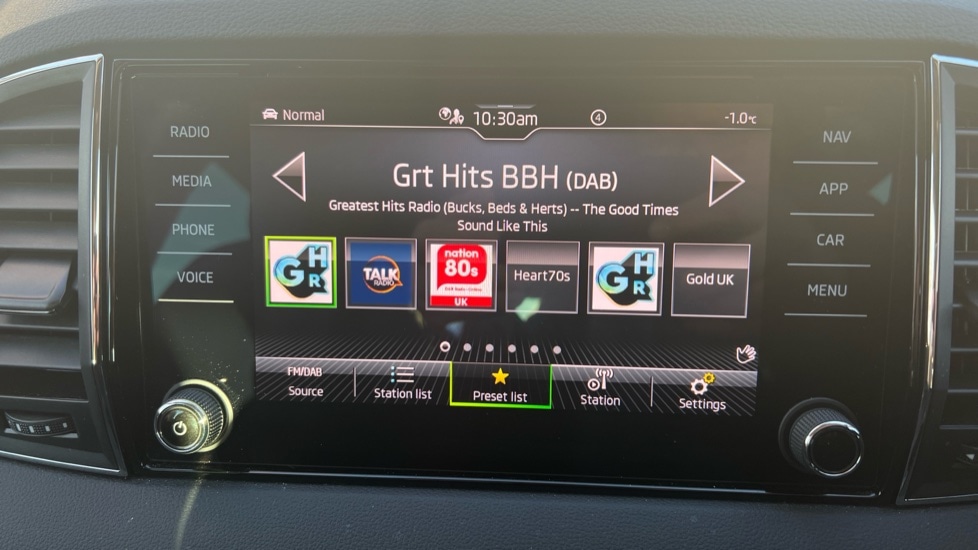 Normal
10:30am
4
-1.0°c
RADIO
MEDIA
PHONE
VOICE
NAV
APP
CAR
MENU
Grt Hits BBH (DAB)
Greatest Hits Radio (Bucks, Beds & Herts) -- The Good Times
Sound Like This
GHR
TALK
RADIO
nation
80s
UK
Heart70s
GHR
Gold UK
FM/DAB
Source
Station list
Preset list
Station
Settings